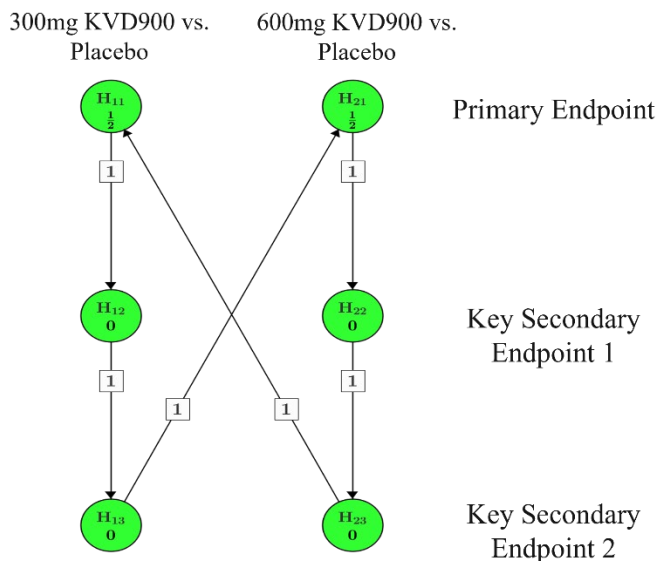 300mg KVD900 vs.
Placebo
600mg KVD900 vs.
Placebo
H₁₁
½
H₂₁
½
Primary Endpoint
1
1
H₁₂
0
H₂₂
0
Key Secondary
Endpoint 1
1
1
1
1
H₁₃
0
H₂₃
0
Key Secondary
Endpoint 2